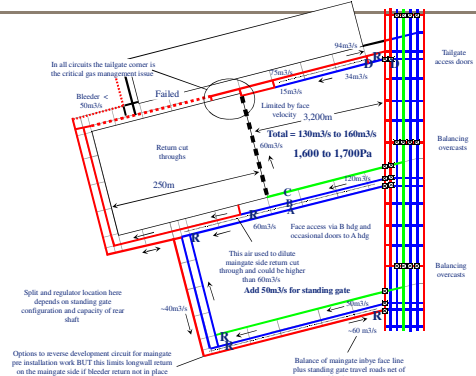 94m3/s
R
D
D
In all circuits the tailgate corner is
the critical gas management issue
Tailgate
access doors
75m3/s
34m3/s
Bleeder <
50m3/s
Failed
15m3/s
Limited by face
velocity
3,200m
Total = 130m3/s to 160m3/s
Return cut
throughs
60m3/s
1,600 to 1,700Pa
Balancing
overcasts
250m
120m3/s
C
B
A
R
60m3/s
Face access via B hdg and
occasional doors to A hdg
R
This air used to dilute
maingate side return cut
through and could be higher
than 60m3/s
Balancing
overcasts
Add 50m3/s for standing gate
Split and regulator location here
depends on standing gate
configuration and capacity of rear
shaft
~40m3/s
90m3/s
R
~60 m3/s
R
R
Options to reverse development circuit for maingate
pre installation work BUT this limits longwall return
on the maingate side if bleeder return not in place
Balance of maingate inbye face line
plus standing gate travel roads net of